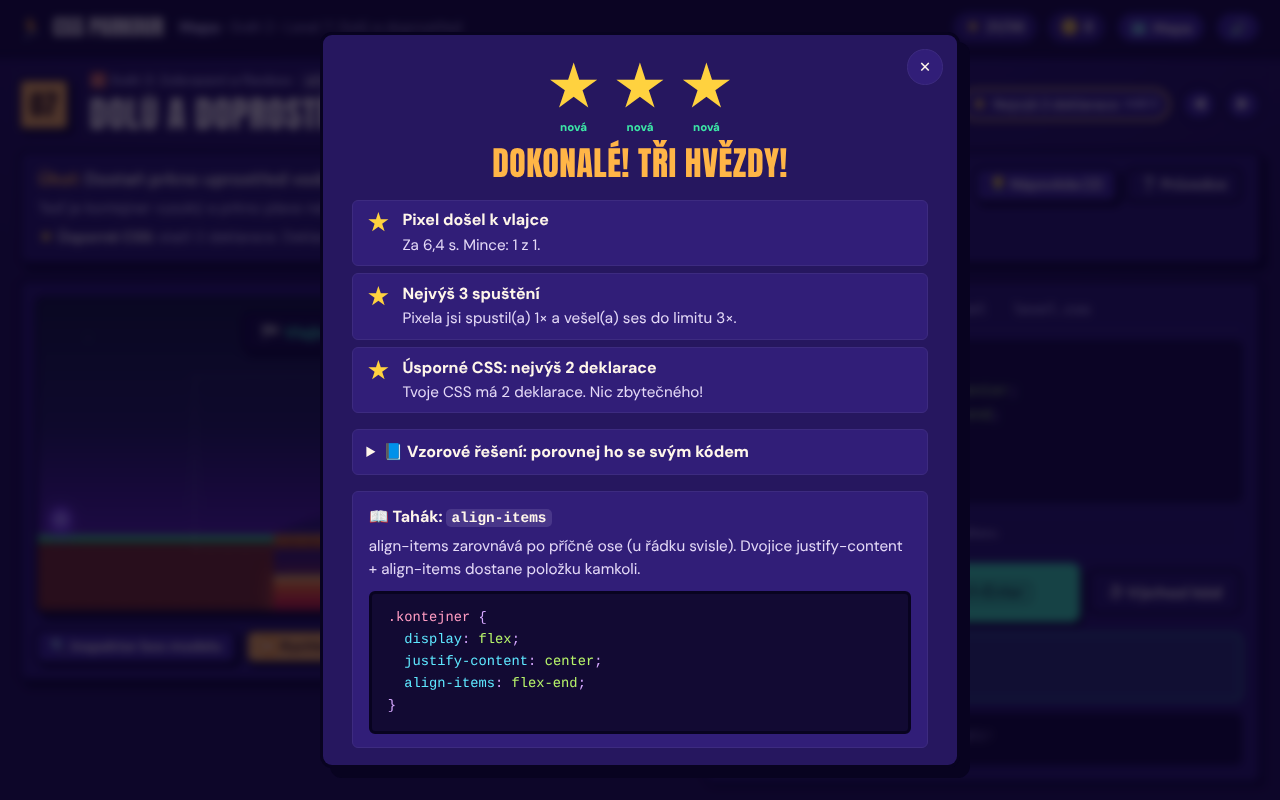 ✕
★ ★ ★
nová nová nová
DOKONALÉ! TŘI HVĚZDY!
★ Pixel došel k vlajce
Za 6,4 s. Mince: 1 z 1.
★ Nejvýš 3 spuštění
Pixela jsi spustil(a) 1× a vešel(a) ses do limitu 3×.
★ Úsporné CSS: nejvýš 2 deklarace
Tvoje CSS má 2 deklarace. Nic zbytečného!
▶ 📘 Vzorové řešení: porovnej ho se svým kódem
📖 Tahák: align-items
align-items zarovnává po příčné ose (u řádku svisle). Dvojice justify-content
+ align-items dostane položku kamkoli.
.kontejner {
  display: flex;
  justify-content: center;
  align-items: flex-end;
}